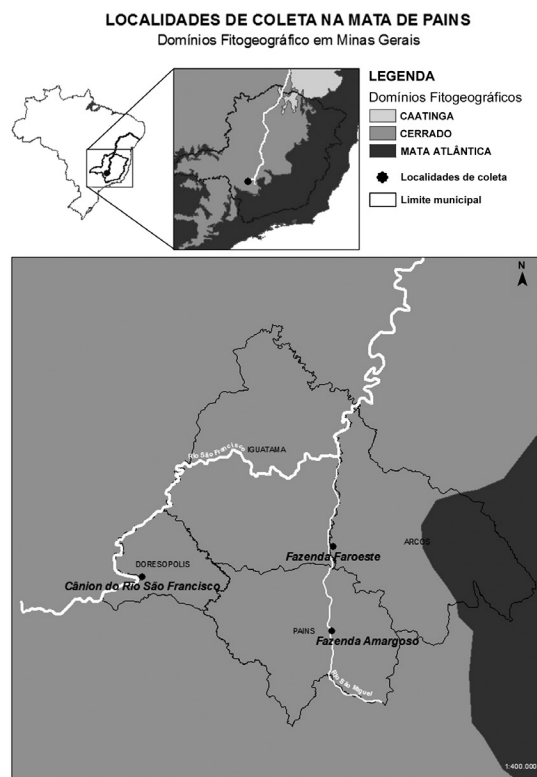 LOCALIDADES DE COLETA NA MATA DE PAINS
Domínios Fitogeográfico em Minas Gerais
LEGENDA
Domínios Fitogeográficos
CAATINGA
CERRADO
MATA ATLÂNTICA
Localidades de coleta
Limite municipal
N
Rio São Francisco
IGUATAMA
ARCOS
Fazenda Faroeste
DORESOPOLIS
Cânion do Rio São Francisco
PAINS
Fazenda Amargoso
Rio São Miguel
1:400.000